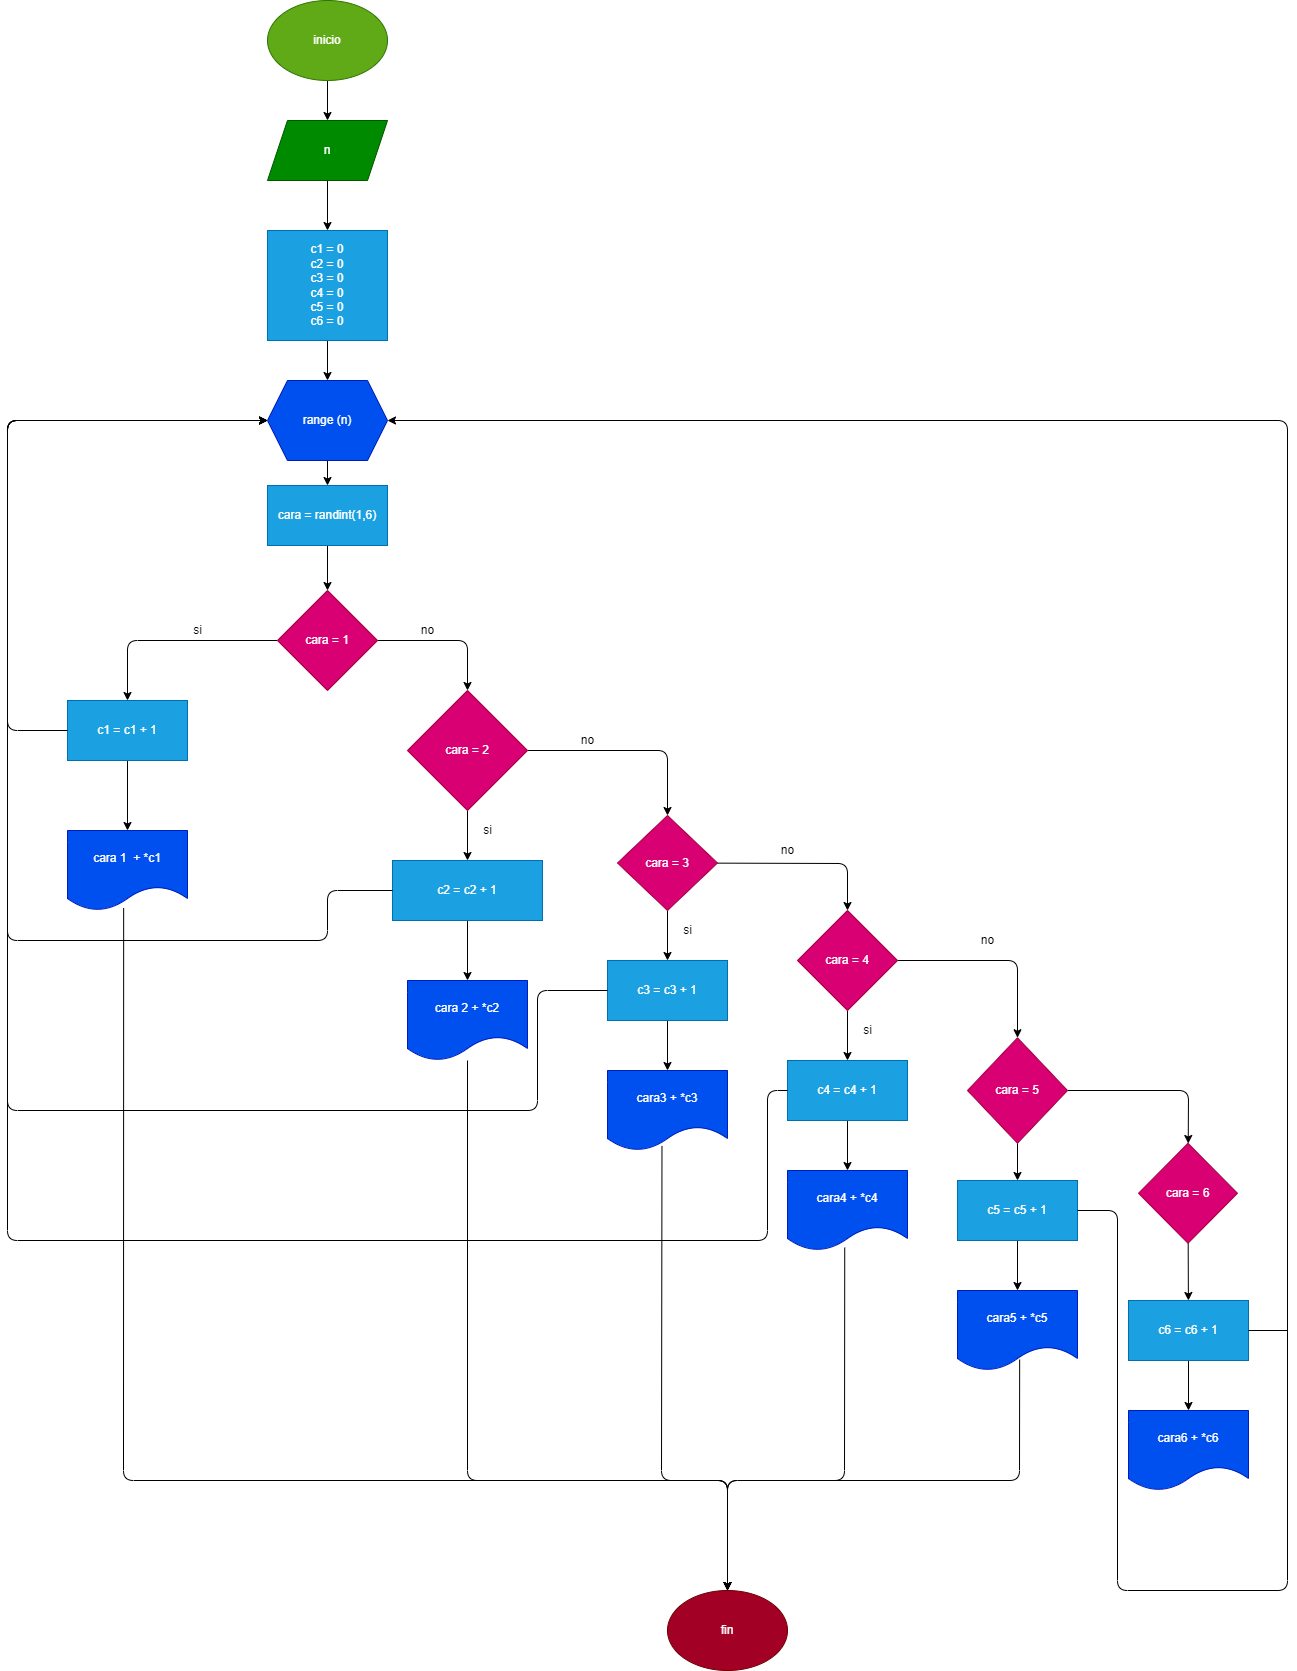 inicio
n
c1 = 0
c2 = 0
c3 = 0
c4 = 0
c5 = 0
c6 = 0
range (n)
cara = randint(1,6)
si
cara = 1
no
c1 = c1 + 1
cara = 2
no
cara 1 + *c1
si
c2 = c2 + 1
cara = 3
no
cara 2 + *c2
si
c3 = c3 + 1
cara = 4
no
cara3 + *c3
si
c4 = c4 + 1
cara = 5
cara4 + *c4
c5 = c5 + 1
cara = 6
cara5 + *c5
c6 = c6 + 1
cara6 + *c6
fin